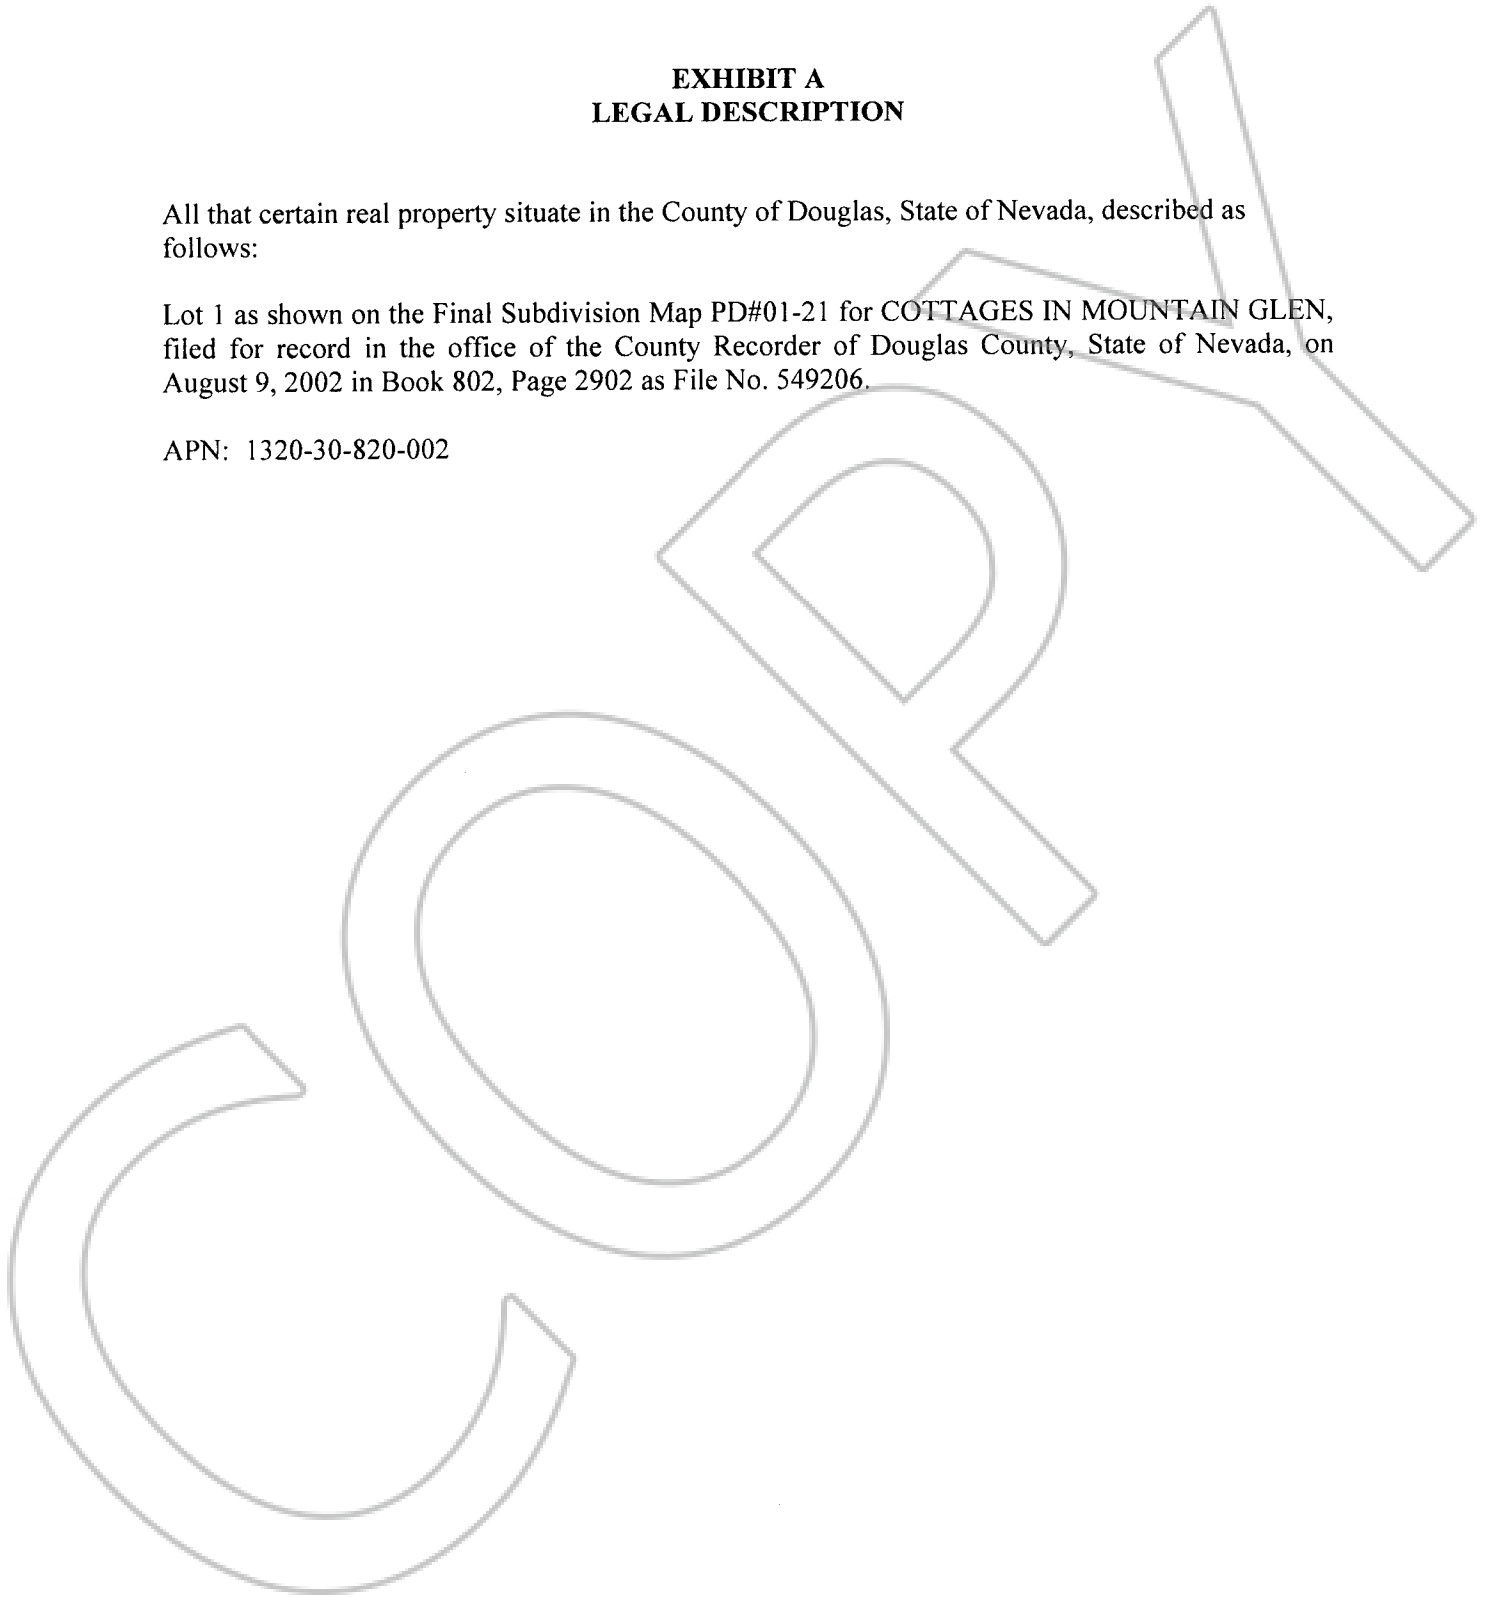 EXHIBIT A
LEGAL DESCRIPTION
All that certain real property situate in the County of Douglas, State of Nevada, described as
follows:
Lot 1 as shown on the Final Subdivision Map PD#01-21 for COTTAGES IN MOUNTAIN GLEN,
filed for record in the office of the County Recorder of Douglas County, State of Nevada, on
August 9, 2002 in Book 802, Page 2902 as File No. 549206.
APN: 1320-30-820-002
COPY